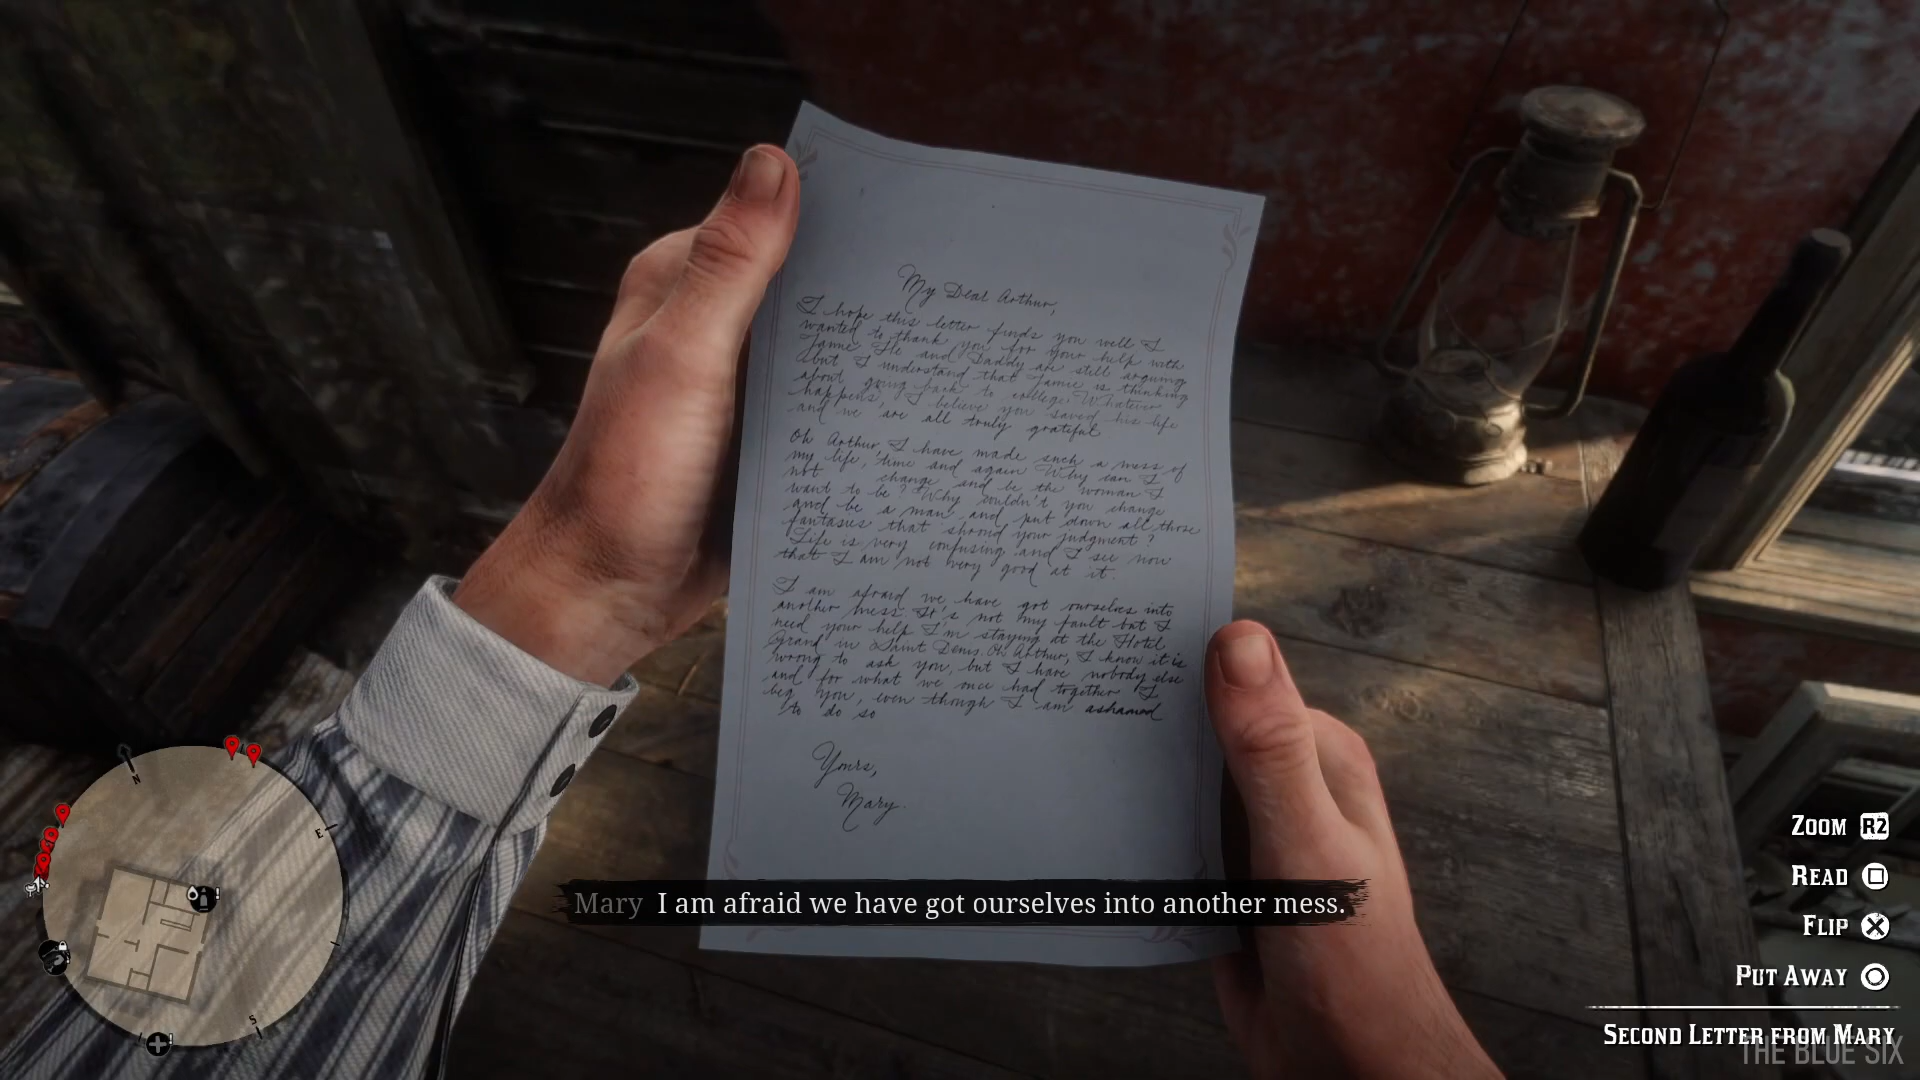 My Dear Arthur,
I hope this letter finds you well I
wanted to thank you for your help with
Jamie. He and Daddy are still arguing
but I understand that Jamie is thinking
about going back to college. Whatever
happens, I believe you saved his life
and we are all truly grateful
Oh Arthur, I have made such a mess of
my life, time and again Why can I
not change and be the woman I
want to be? Why couldn't you change
and be a man and put down all those
fantasies that shroud your judgment?
Life is very confusing and I see now
that I am not very good at it.
I am afraid we have got ourselves into
another mess. It's not my fault but I
need your help I'm staying at the Hotel
Grand in Saint Denis. Oh Arthur, I know it is
wrong to ask you, but I have nobody else
and for what we once had together I
beg you, even though I am ashamed
to do so
Yours,
Mary.
Mary I am afraid we have got ourselves into another mess.
N
E
S
ZOOM R2
READ
FLIP
PUT AWAY
SECOND LETTER FROM MARY
THE BLUE SIX